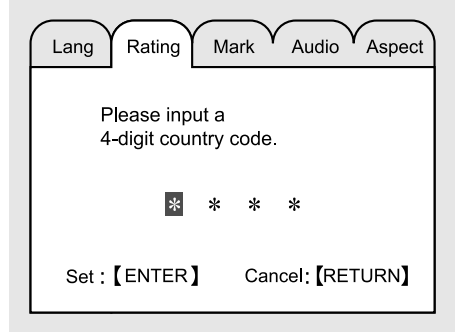 Lang Rating Mark Audio Aspect
Please input a
4-digit country code.
* * * *
Set :【ENTER】 Cancel:【RETURN】